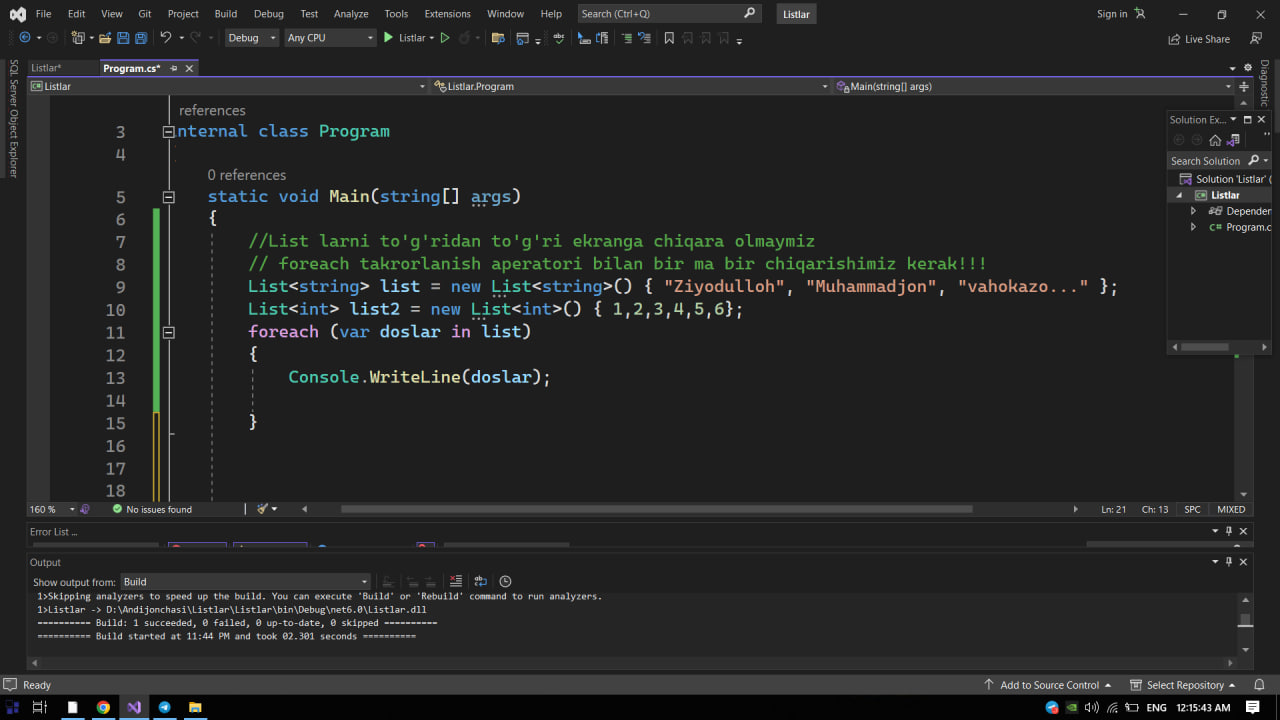 File Edit View Git Project Build Debug Test Analyze Tools Extensions Window Help Search (Ctrl+Q) Listlar Sign in
Debug Any CPU Listlar Live Share
Listlar* Program.cs*
Listlar Listlar.Program Main(string[] args)
SQL Server Object Explorer
Diagnostic
Solution Ex...
Search Solution
Solution 'Listlar' (
Listlar
Depender
Program.c
references
3 nternal class Program
4
0 references
5 static void Main(string[] args)
6 {
7 //List larni to'g'ridan to'g'ri ekranga chiqara olmaymiz
8 // foreach takrorlanish aperatori bilan bir ma bir chiqarishimiz kerak!!!
9 List<string> list = new List<string>() { "Ziyodulloh", "Muhammadjon", "vahokazo..." };
10 List<int> list2 = new List<int>() { 1,2,3,4,5,6};
11 foreach (var doslar in list)
12 {
13 Console.WriteLine(doslar);
14
15 }
16
17
18
160 % No issues found Ln: 21 Ch: 13 SPC MIXED
Error List ...
Output
Show output from: Build
1>Skipping analyzers to speed up the build. You can execute 'Build' or 'Rebuild' command to run analyzers.
1>Listlar -> D:\Andijonchasi\Listlar\Listlar\bin\Debug\net6.0\Listlar.dll
========== Build: 1 succeeded, 0 failed, 0 up-to-date, 0 skipped ==========
========== Build started at 11:44 PM and took 02.301 seconds ==========
Ready Add to Source Control Select Repository
ENG 12:15:43 AM